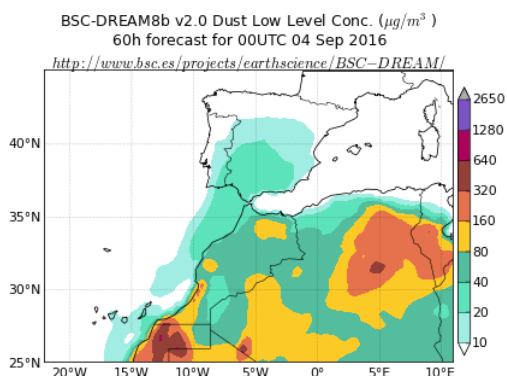 BSC-DREAM8b v2.0 Dust Low Level Conc. (μg/m³ )
60h forecast for 00UTC 04 Sep 2016
http://www.bsc.es/projects/earthscience/BSC−DREAM/
2650
1280
640
320
160
80
40
20
10
40°N
35°N
30°N
25°N
20°W 15°W 10°W 5°W 0° 5°E 10°E